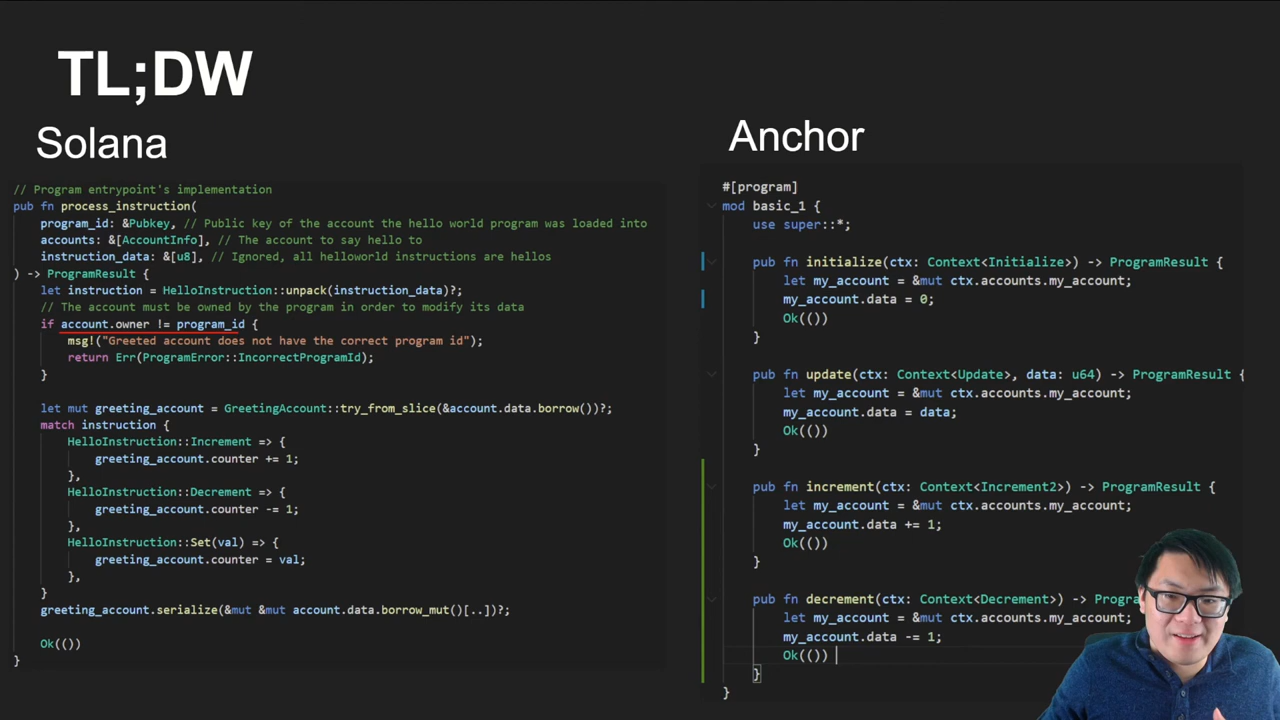 TL;DW
Solana
// Program entrypoint's implementation
pub fn process_instruction(
program_id: &Pubkey, // Public key of the account the hello world program was loaded into
accounts: &[AccountInfo], // The account to say hello to
instruction_data: &[u8], // Ignored, all helloworld instructions are hellos
) -> ProgramResult {
let instruction = HelloInstruction::unpack(instruction_data)?;
// The account must be owned by the program in order to modify its data
if account.owner != program_id {
msg!("Greeted account does not have the correct program id");
return Err(ProgramError::IncorrectProgramId);
}
let mut greeting_account = GreetingAccount::try_from_slice(&account.data.borrow())?;
match instruction {
HelloInstruction::Increment => {
greeting_account.counter += 1;
},
HelloInstruction::Decrement => {
greeting_account.counter -= 1;
},
HelloInstruction::Set(val) => {
greeting_account.counter = val;
},
}
greeting_account.serialize(&mut &mut account.data.borrow_mut()[..])?;
Ok(())
}
Anchor
#[program]
mod basic_1 {
use super::*;
pub fn initialize(ctx: Context<Initialize>) -> ProgramResult {
let my_account = &mut ctx.accounts.my_account;
my_account.data = 0;
Ok(())
}
pub fn update(ctx: Context<Update>, data: u64) -> ProgramResult {
let my_account = &mut ctx.accounts.my_account;
my_account.data = data;
Ok(())
}
pub fn increment(ctx: Context<Increment2>) -> ProgramResult {
let my_account = &mut ctx.accounts.my_account;
my_account.data += 1;
Ok(())
}
pub fn decrement(ctx: Context<Decrement>) -> Progra
let my_account = &mut ctx.accounts.my_account;
my_account.data -= 1;
Ok(())
}
}